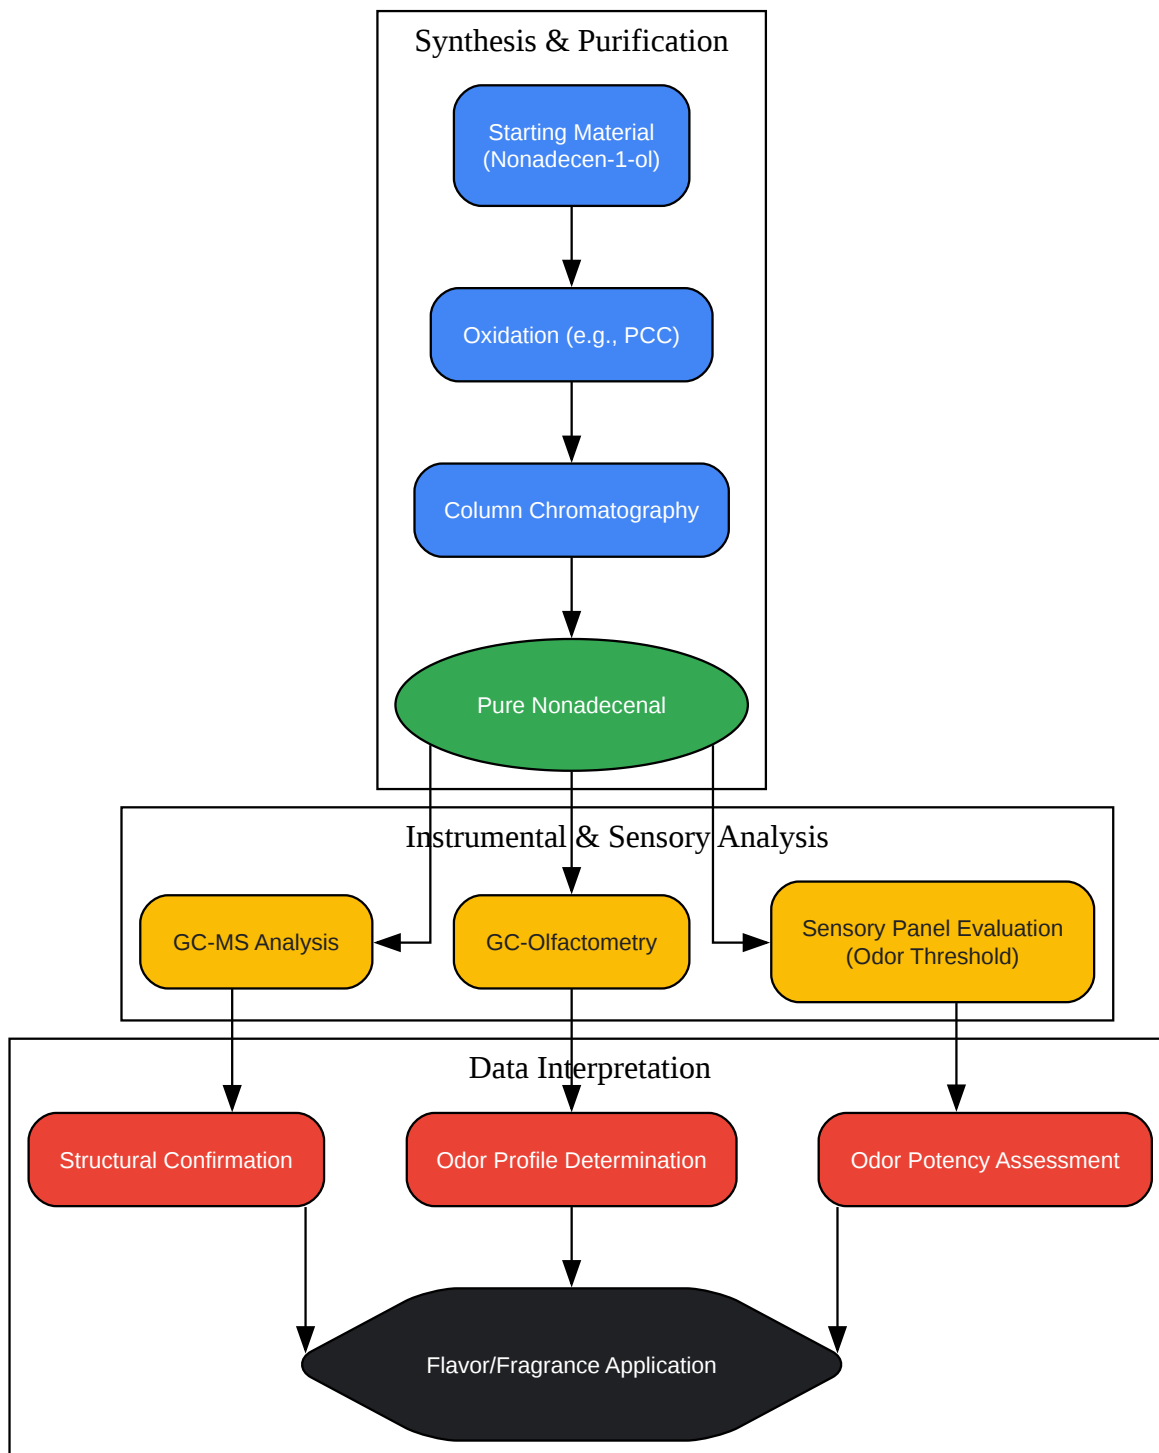 Synthesis & Purification
Starting Material
(Nonadecen-1-ol)
Oxidation (e.g., PCC)
Column Chromatography
Pure Nonadecenal
Instrumental & Sensory Analysis
GC-MS Analysis
GC-Olfactometry
Sensory Panel Evaluation
(Odor Threshold)
Data Interpretation
Structural Confirmation
Odor Profile Determination
Odor Potency Assessment
Flavor/Fragrance Application